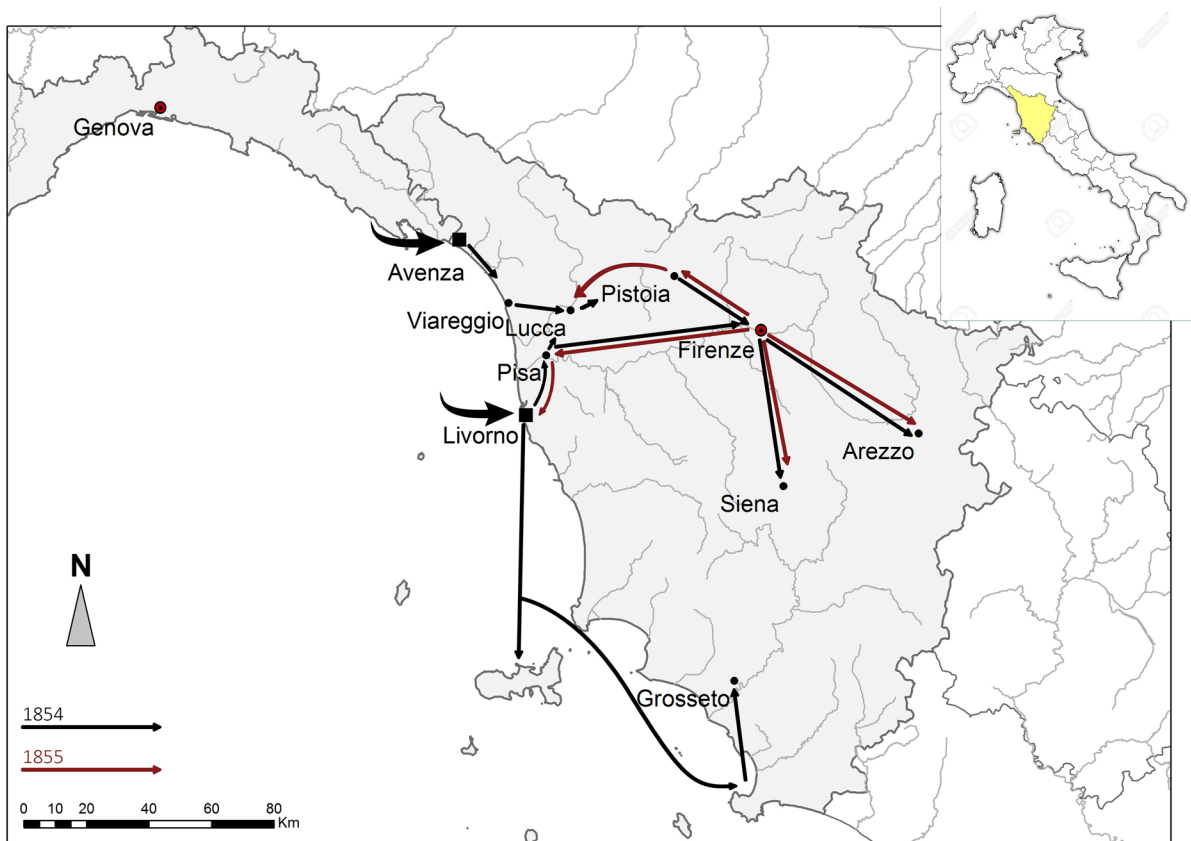 Genova
Avenza
Pistoia
Viareggio
Lucca
Firenze
Pisa
Livorno
Arezzo
Siena
N
Grosseto
1854
1855
0 10 20 40 60 80
Km